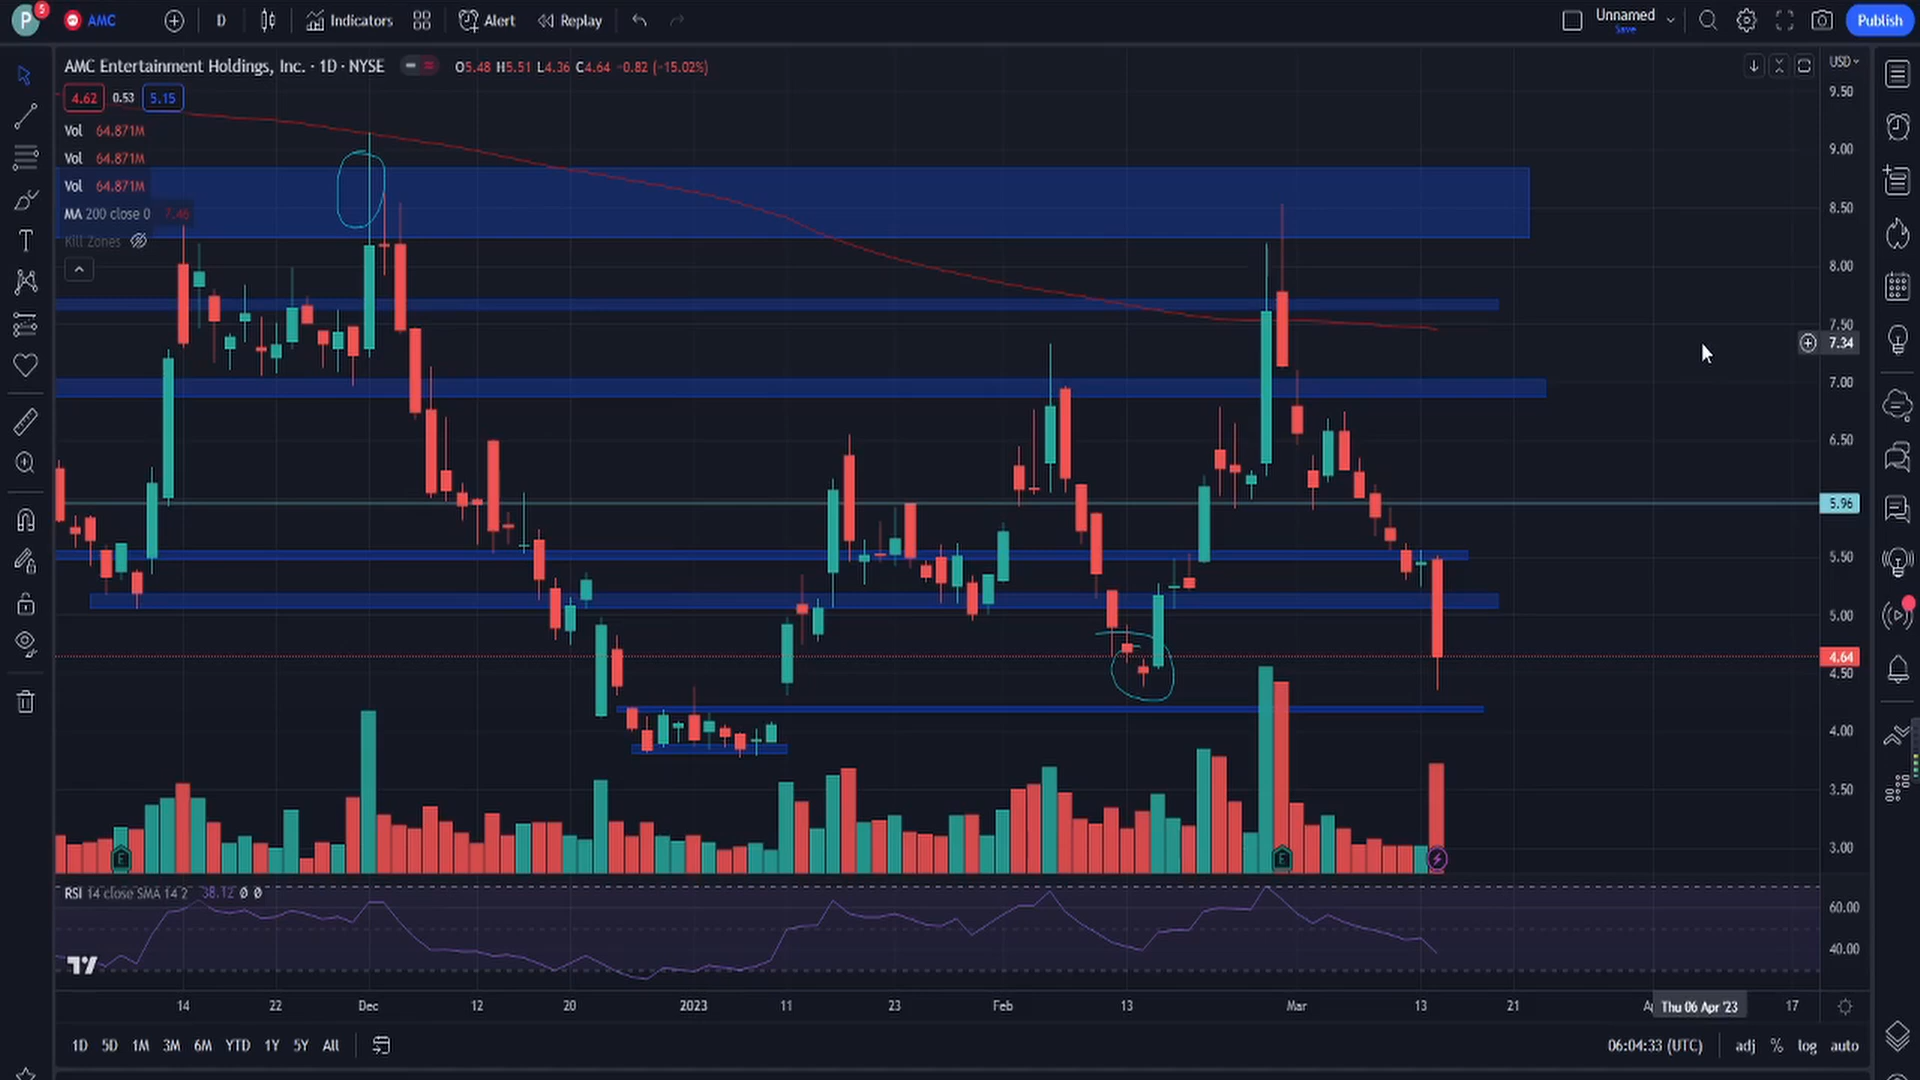 P 5 AMC D Indicators Alert Replay Unnamed Save Publish
AMC Entertainment Holdings, Inc. · 1D · NYSE O5.48 H5.51 L4.36 C4.64 -0.82 (-15.02%) USD
4.62 0.53 5.15
Vol 64.871M
Vol 64.871M
Vol 64.871M
MA 200 close 0 7.46
Kill Zones
9.50
9.00
8.50
8.00
7.50
7.34
7.00
6.50
5.96
5.50
5.00
4.64
4.50
4.00
3.50
3.00
E E
RSI 14 close SMA 14 2 38.12 Ø Ø
60.00
40.00
14 22 Dec 12 20 2023 11 23 Feb 13 Mar 13 21 Thu 06 Apr '23 17
1D 5D 1M 3M 6M YTD 1Y 5Y All 06:04:33 (UTC) adj % log auto